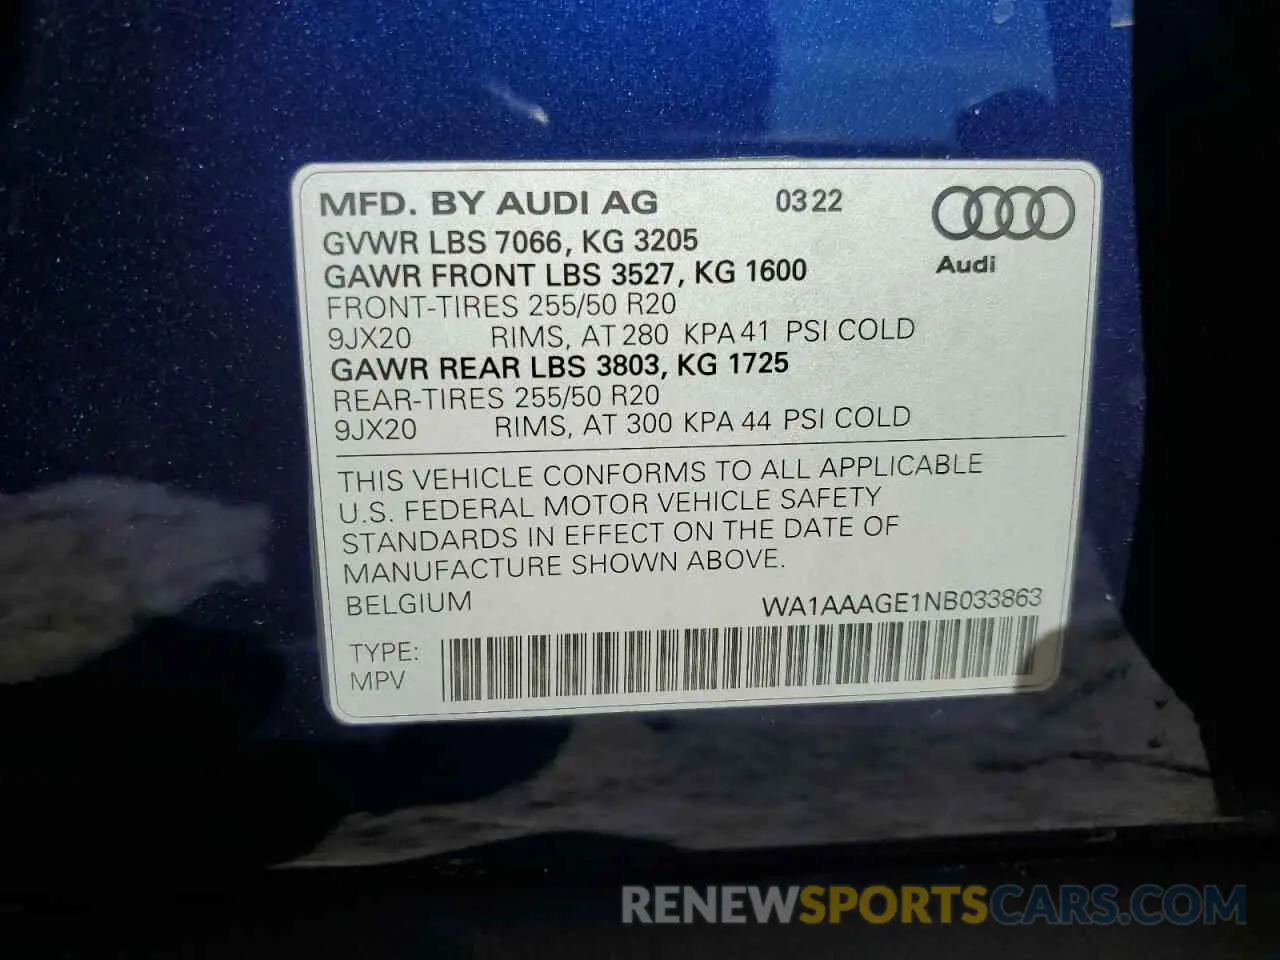 MFD. BY AUDI AG 03 22
GVWR LBS 7066, KG 3205
Audi
GAWR FRONT LBS 3527, KG 1600
FRONT-TIRES 255/50 R20
9JX20 RIMS, AT 280 KPA 41 PSI COLD
GAWR REAR LBS 3803, KG 1725
REAR-TIRES 255/50 R20
9JX20 RIMS, AT 300 KPA 44 PSI COLD
THIS VEHICLE CONFORMS TO ALL APPLICABLE
U.S. FEDERAL MOTOR VEHICLE SAFETY
STANDARDS IN EFFECT ON THE DATE OF
MANUFACTURE SHOWN ABOVE.
BELGIUM WA1AAAGE1NB033863
TYPE:
MPV
RENEWSPORTSCARS.COM